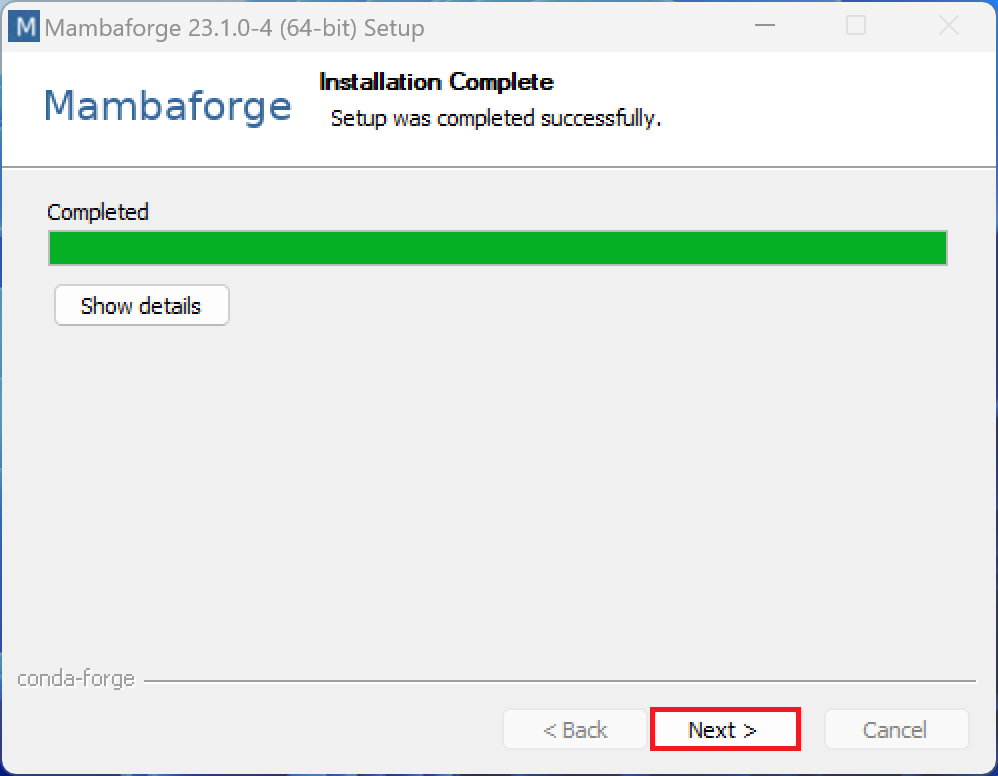 M Mambaforge 23.1.0-4 (64-bit) Setup
Mambaforge
Installation Complete
Setup was completed successfully.
Completed
Show details
conda-forge
< Back
Next >
Cancel